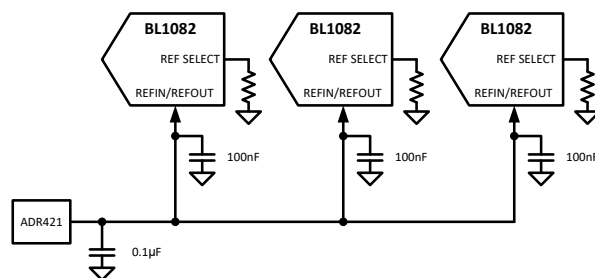 BL1082 BL1082 BL1082
REF SELECT REF SELECT REF SELECT
REFIN/REFOUT REFIN/REFOUT REFIN/REFOUT
100nF 100nF 100nF
ADR421
0.1µF